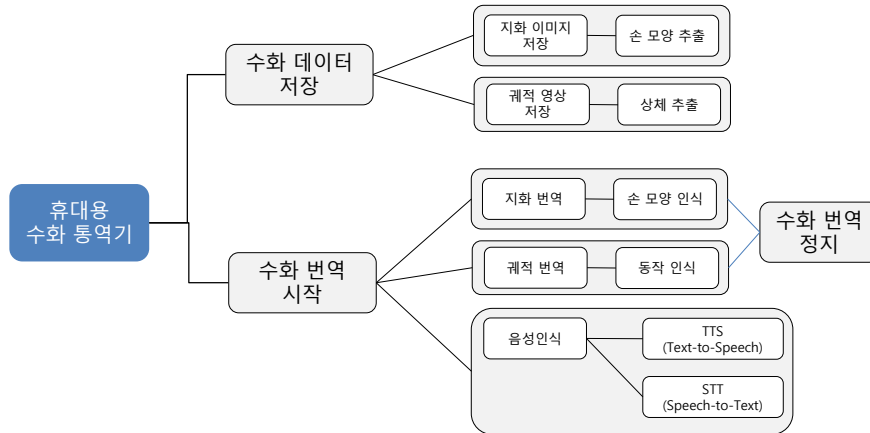 휴대용
수화 통역기
수화 데이터
저장
지화 이미지
저장
손 모양 추출
궤적 영상
저장
상체 추출
수화 번역
시작
지화 번역
손 모양 인식
궤적 번역
동작 인식
음성인식
TTS
(Text-to-Speech)
STT
(Speech-to-Text)
수화 번역
정지